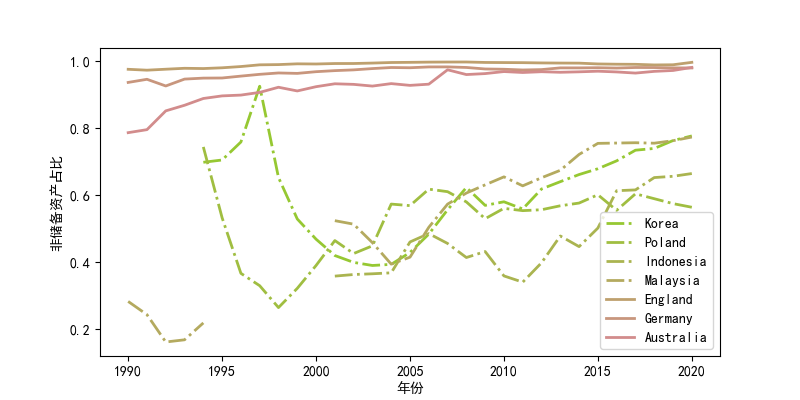 1.0
0.8
0.6
0.4
0.2
非储备资产占比
1990
1995
2000
2005
2010
2015
2020
年份
Korea
Poland
Indonesia
Malaysia
England
Germany
Australia